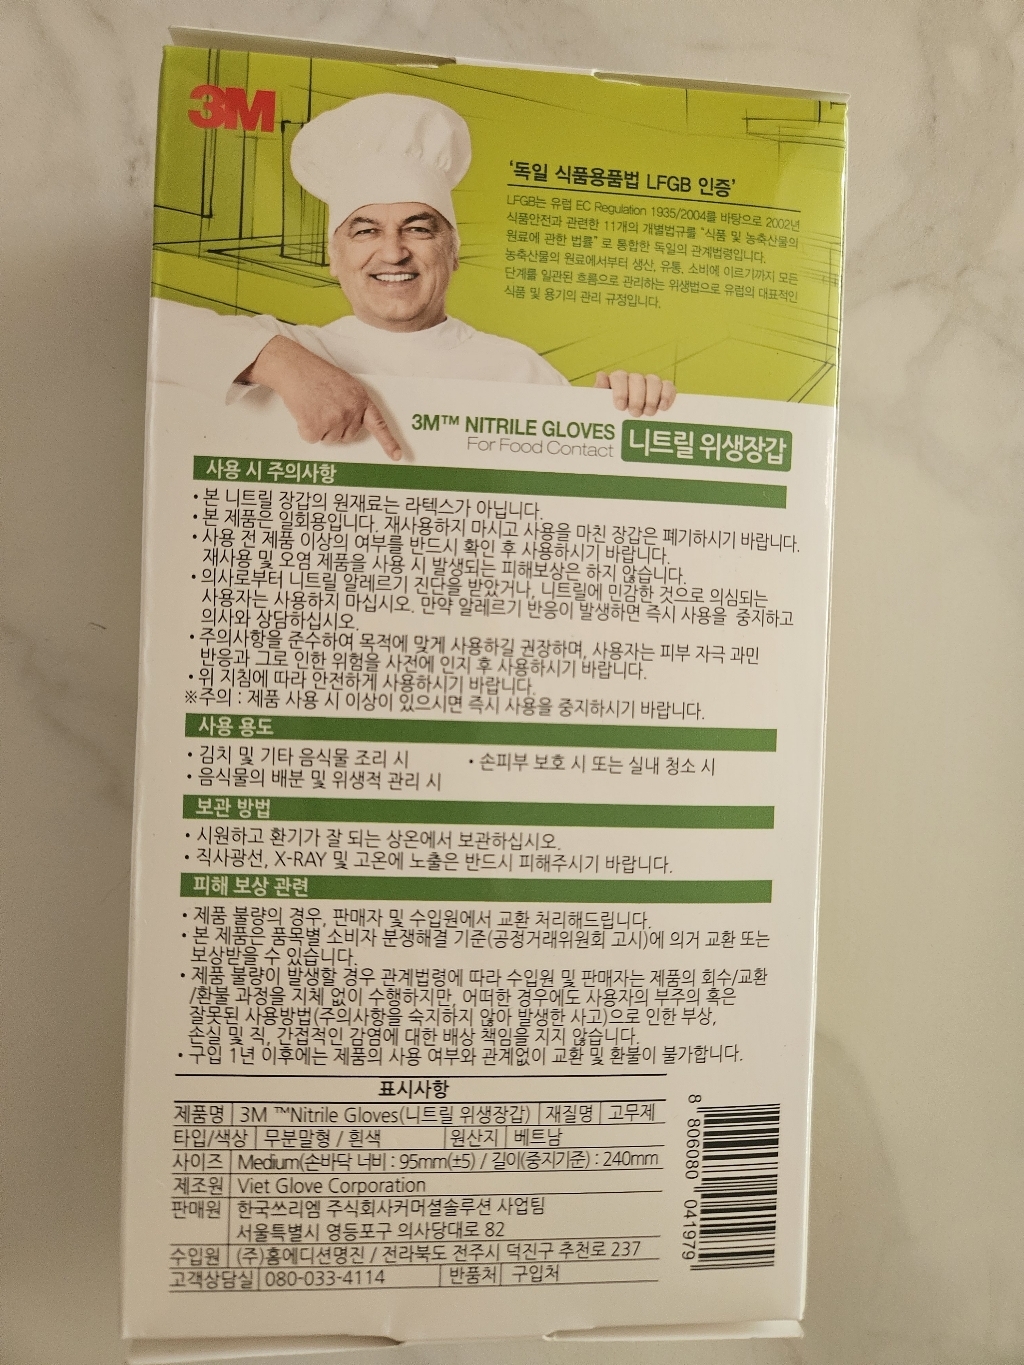 3M
'독일 식품용품법 LFGB 인증'
LFGB는 유럽 EC Regulation 1935/2004를 바탕으로 2002년
식품안전과 관련한 11개의 개별법규를 "식품 및 농축산물의
원료에 관한 법률" 로 통합한 독일의 관계법령입니다.
농축산물의 원료에서부터 생산, 유통, 소비에 이르기까지 모든
단계를 일관된 흐름으로 관리하는 위생법으로 유럽의 대표적인
식품 및 용기의 관리 규정입니다.
3M™ NITRILE GLOVES
For Food Contact
니트릴 위생장갑
사용 시 주의사항
• 본 니트릴 장갑의 원재료는 라텍스가 아닙니다.
• 본 제품은 일회용입니다. 재사용하지 마시고 사용을 마친 장갑은 폐기하시기 바랍니다.
• 사용 전 제품 이상의 여부를 반드시 확인 후 사용하시기 바랍니다.
재사용 및 오염 제품을 사용 시 발생되는 피해보상은 하지 않습니다.
• 의사로부터 니트릴 알레르기 진단을 받았거나, 니트릴에 민감한 것으로 의심되는
사용자는 사용하지 마십시오. 만약 알레르기 반응이 발생하면 즉시 사용을 중지하고
의사와 상담하십시오.
• 주의사항을 준수하여 목적에 맞게 사용하길 권장하며, 사용자는 피부 자극 과민
반응과 그로 인한 위험을 사전에 인지 후 사용하시기 바랍니다.
• 위 지침에 따라 안전하게 사용하시기 바랍니다.
※주의 : 제품 사용 시 이상이 있으시면 즉시 사용을 중지하시기 바랍니다.
사용 용도
• 김치 및 기타 음식물 조리 시 • 손피부 보호 시 또는 실내 청소 시
• 음식물의 배분 및 위생적 관리 시
보관 방법
• 시원하고 환기가 잘 되는 상온에서 보관하십시오.
• 직사광선, X-RAY 및 고온에 노출은 반드시 피해주시기 바랍니다.
피해 보상 관련
• 제품 불량의 경우, 판매자 및 수입원에서 교환 처리해드립니다.
• 본 제품은 품목별 소비자 분쟁해결 기준(공정거래위원회 고시)에 의거 교환 또는
보상받을 수 있습니다.
• 제품 불량이 발생할 경우 관계법령에 따라 수입원 및 판매자는 제품의 회수/교환
/환불 과정을 지체 없이 수행하지만, 어떠한 경우에도 사용자의 부주의 혹은
잘못된 사용방법(주의사항을 숙지하지 않아 발생한 사고)으로 인한 부상,
손실 및 직, 간접적인 감염에 대한 배상 책임을 지지 않습니다.
• 구입 1년 이후에는 제품의 사용 여부와 관계없이 교환 및 환불이 불가합니다.
표시사항
제품명 3M ™Nitrile Gloves(니트릴 위생장갑) 재질명 고무제
타입/색상 무분말형 / 흰색 원산지 베트남
사이즈 Medium(손바닥 너비 : 95mm(±5) / 길이(중지기준) : 240mm
제조원 Viet Glove Corporation
판매원 한국쓰리엠 주식회사커머셜솔루션 사업팀
서울특별시 영등포구 의사당대로 82
수입원 (주)홈에디션명진 / 전라북도 전주시 덕진구 추천로 237
고객상담실 080-033-4114 반품처 구입처
8 806080 041979